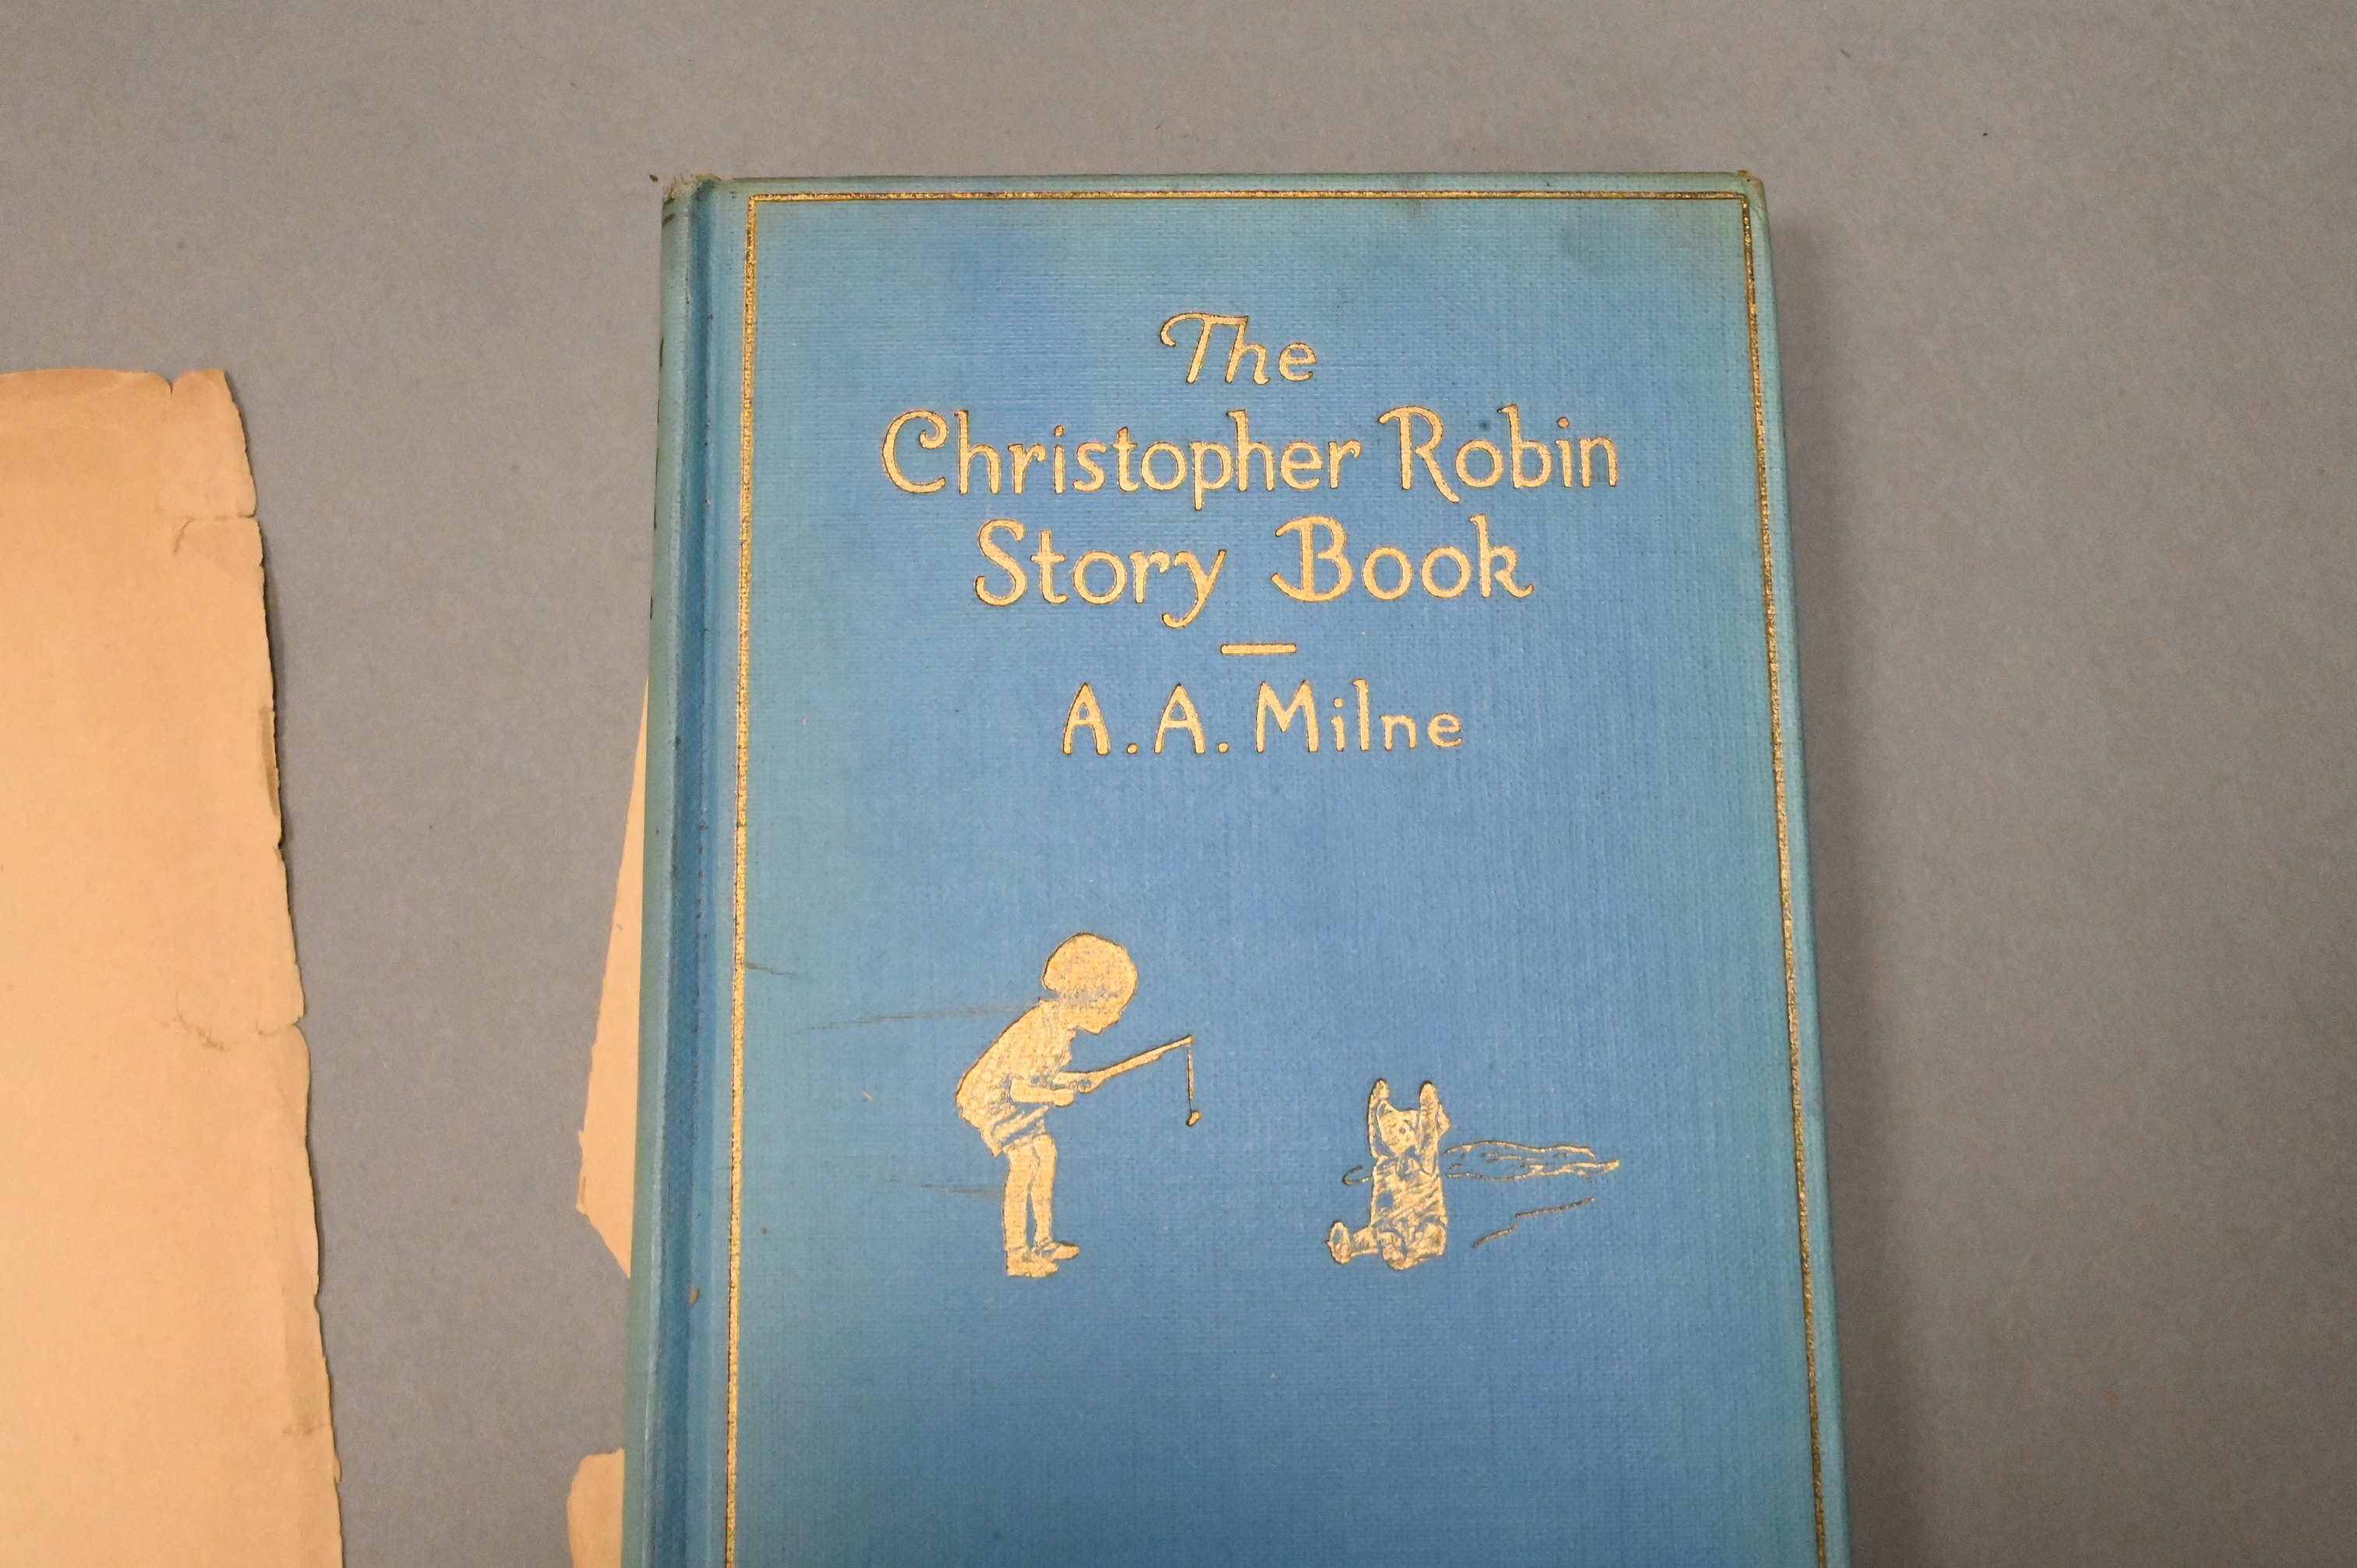 The
Christopher Robin
Story Book
—
A. A. Milne